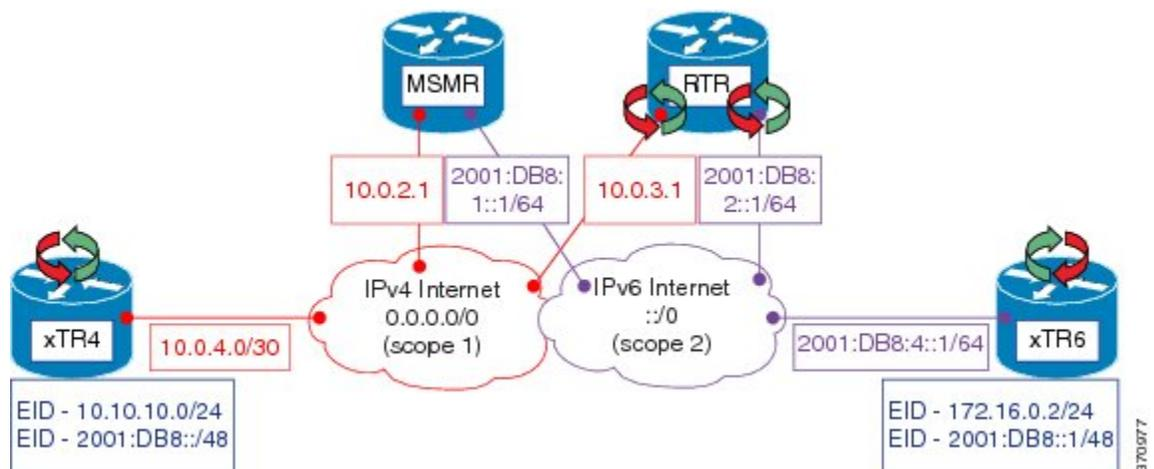 MSMR
RTR
10.0.2.1
2001:DB8:
1::1/64
10.0.3.1
2001:DB8:
2::1/64
xTR4
10.0.4.0/30
IPv4 Internet
0.0.0.0/0
(scope 1)
IPv6 Internet
::/0
(scope 2)
2001:DB8:4::1/64
xTR6
EID - 10.10.10.0/24
EID - 2001:DB8::/48
EID - 172.16.0.2/24
EID - 2001:DB8::1/48
370977